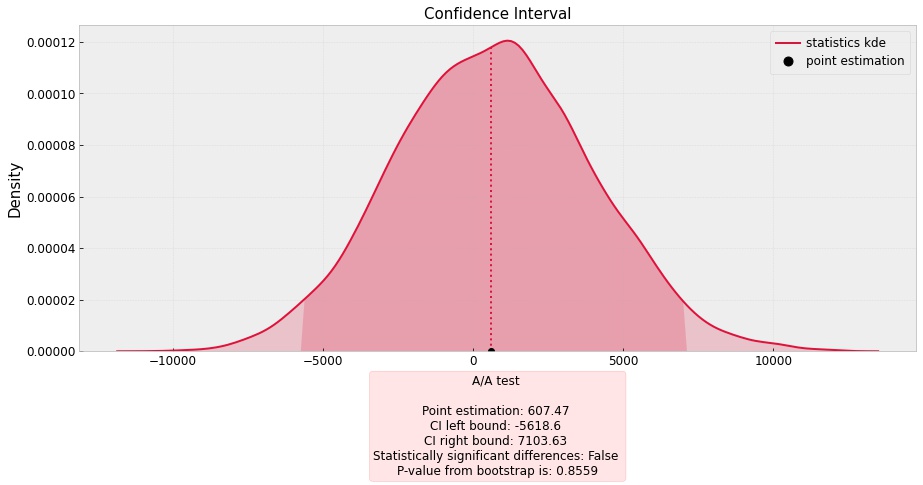 Confidence Interval
statistics kde
point estimation
Density
0.00012
0.00010
0.00008
0.00006
0.00004
0.00002
0.00000
−10000
−5000
0
5000
10000
A/A test
Point estimation: 607.47
CI left bound: -5618.6
CI right bound: 7103.63
Statistically significant differences: False
P-value from bootstrap is: 0.8559